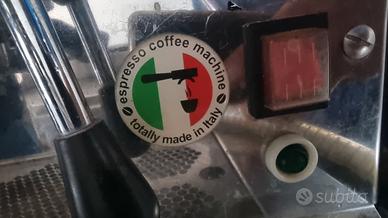 espresso coffee machine
totally made in Italy
subito